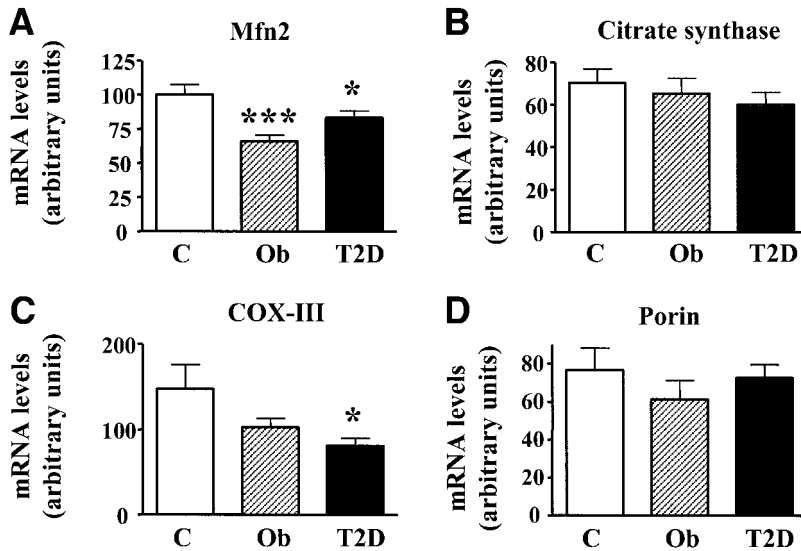 A
Mfn2
mRNA levels
(arbitrary units)
125
100
75
50
25
0
***
*
C Ob T2D
B
Citrate synthase
mRNA levels
(arbitrary units)
80
60
40
20
0
C Ob T2D
C
COX-III
mRNA levels
(arbitrary units)
200
100
0
*
C Ob T2D
D
Porin
mRNA levels
(arbitrary units)
80
60
40
20
0
C Ob T2D